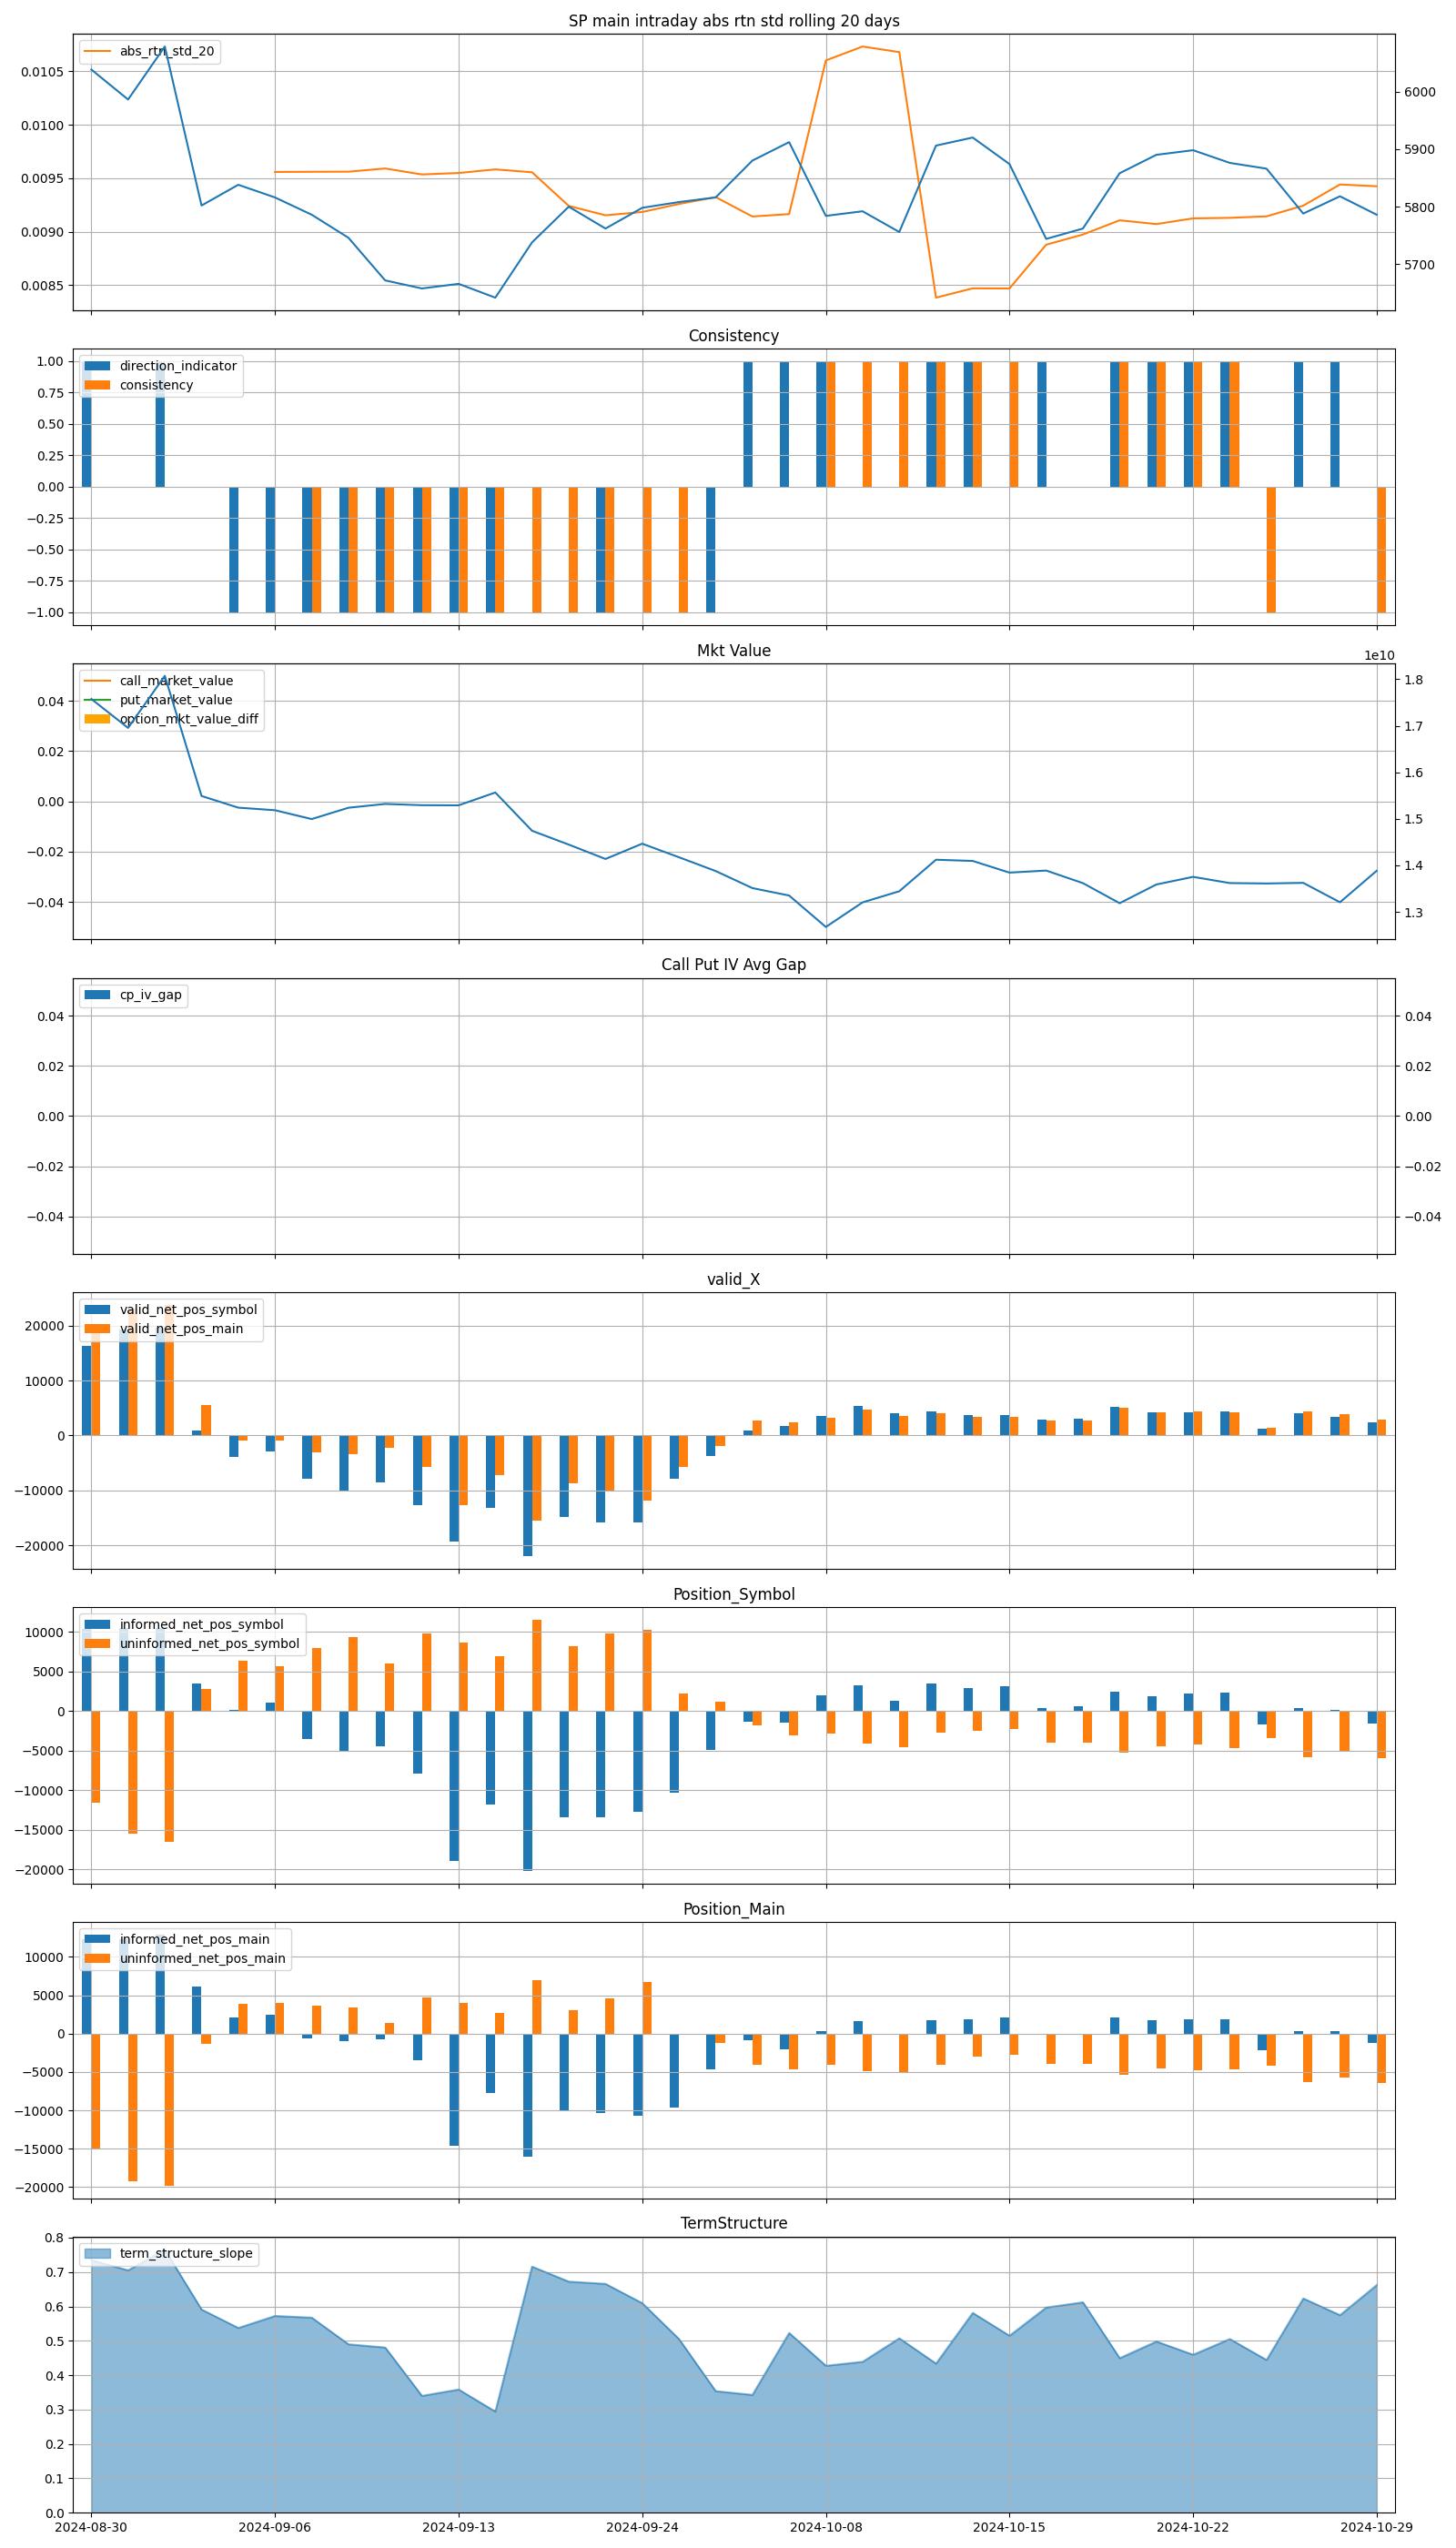 SP main intraday abs rtn std rolling 20 days
abs_rtn_std_20
0.0105
0.0100
0.0095
0.0090
0.0085
6000
5900
5800
5700
Consistency
direction_indicator
consistency
1.00
0.75
0.50
0.25
0.00
−0.25
−0.50
−0.75
−1.00
Mkt Value
1e10
call_market_value
put_market_value
option_mkt_value_diff
0.04
0.02
0.00
−0.02
−0.04
1.8
1.7
1.6
1.5
1.4
1.3
Call Put IV Avg Gap
cp_iv_gap
0.04
0.02
0.00
−0.02
−0.04
0.04
0.02
0.00
−0.02
−0.04
valid_X
valid_net_pos_symbol
valid_net_pos_main
20000
10000
0
−10000
−20000
Position_Symbol
informed_net_pos_symbol
uninformed_net_pos_symbol
10000
5000
0
−5000
−10000
−15000
−20000
Position_Main
informed_net_pos_main
uninformed_net_pos_main
10000
5000
0
−5000
−10000
−15000
−20000
TermStructure
term_structure_slope
0.8
0.7
0.6
0.5
0.4
0.3
0.2
0.1
0.0
2024-08-30 2024-09-06 2024-09-13 2024-09-24 2024-10-08 2024-10-15 2024-10-22 2024-10-29